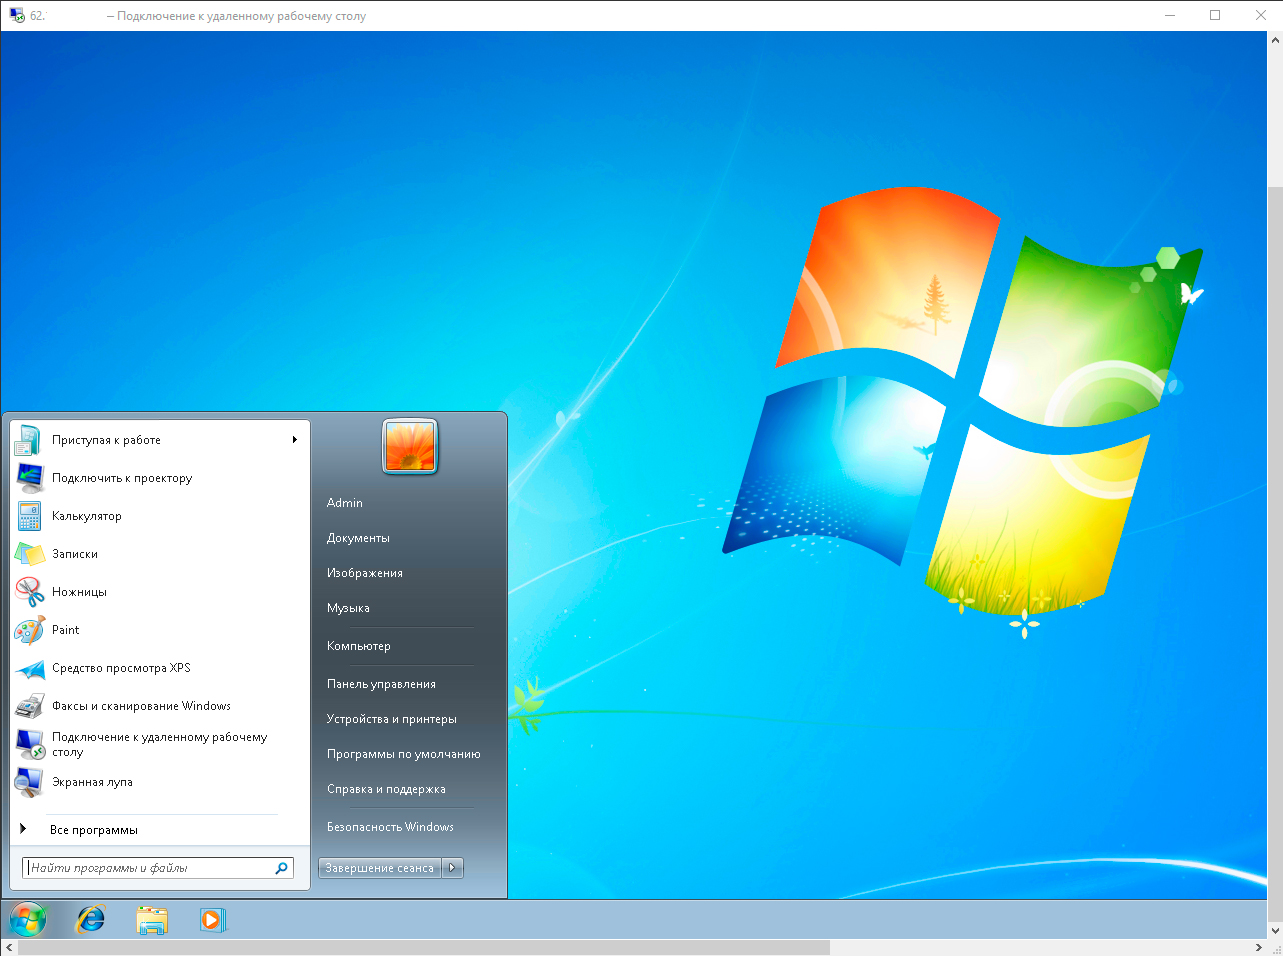 62.
– Подключение к удаленному рабочему столу
Приступая к работе
Подключить к проектору
Калькулятор
Записки
Ножницы
Paint
Средство просмотра XPS
Факсы и сканирование Windows
Подключение к удаленному рабочему
столу
Экранная лупа
Все программы
Найти программы и файлы
Admin
Документы
Изображения
Музыка
Компьютер
Панель управления
Устройства и принтеры
Программы по умолчанию
Справка и поддержка
Безопасность Windows
Завершение сеанса